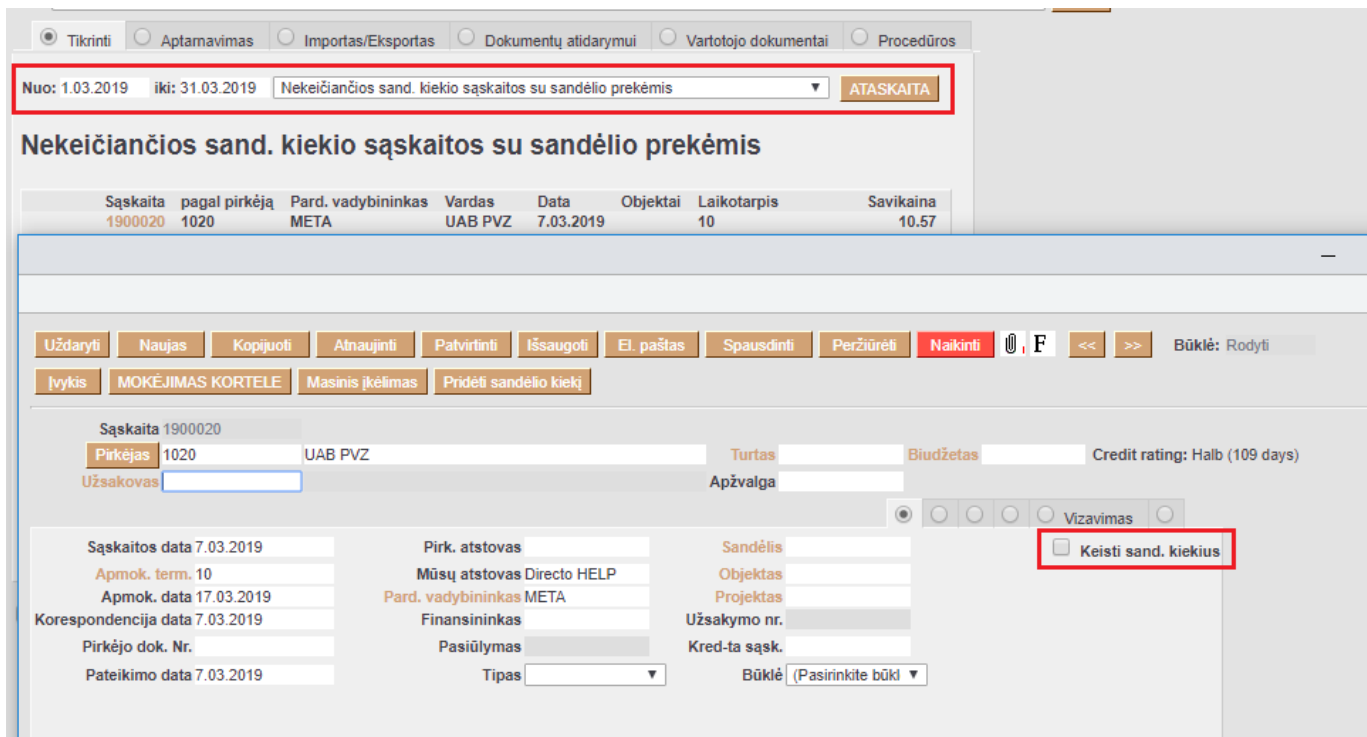 Tikrinti Aptarnavimas Importas/Eksportas Dokumentų atidarymui Vartotojo dokumentai Procedūros
Nuo: 1.03.2019 iki: 31.03.2019 Nekeičiančios sand. kiekio sąskaitos su sandėlio prekėmis ATASKAITA
Nekeičiančios sand. kiekio sąskaitos su sandėlio prekėmis
Sąskaita pagal pirkėją Pard. vadybininkas Vardas Data Objektai Laikotarpis Savikaina
1900020 1020 META UAB PVZ 7.03.2019 10 10.57
Uždaryti Naujas Kopijuoti Atnaujinti Patvirtinti Išsaugoti El. paštas Spausdinti Peržiūrėti Naikinti F << >> Būklė: Rodyti
Įvykis MOKĖJIMAS KORTELE Masinis įkėlimas Pridėti sandėlio kiekį
Sąskaita 1900020
Pirkėjas 1020 UAB PVZ Turtas Biudžetas Credit rating: Halb (109 days)
Užsakovas Apžvalga
Vizavimas
Sąskaitos data 7.03.2019 Pirk. atstovas Sandėlis Keisti sand. kiekius
Apmok. term. 10 Mūsų atstovas Directo HELP Objektas
Apmok. data 17.03.2019 Pard. vadybininkas META Projektas
Korespondencija data 7.03.2019 Finansininkas Užsakymo nr.
Pirkėjo dok. Nr. Pasiūlymas Kred-ta sąsk.
Pateikimo data 7.03.2019 Tipas Būklė (Pasirinkite būkl